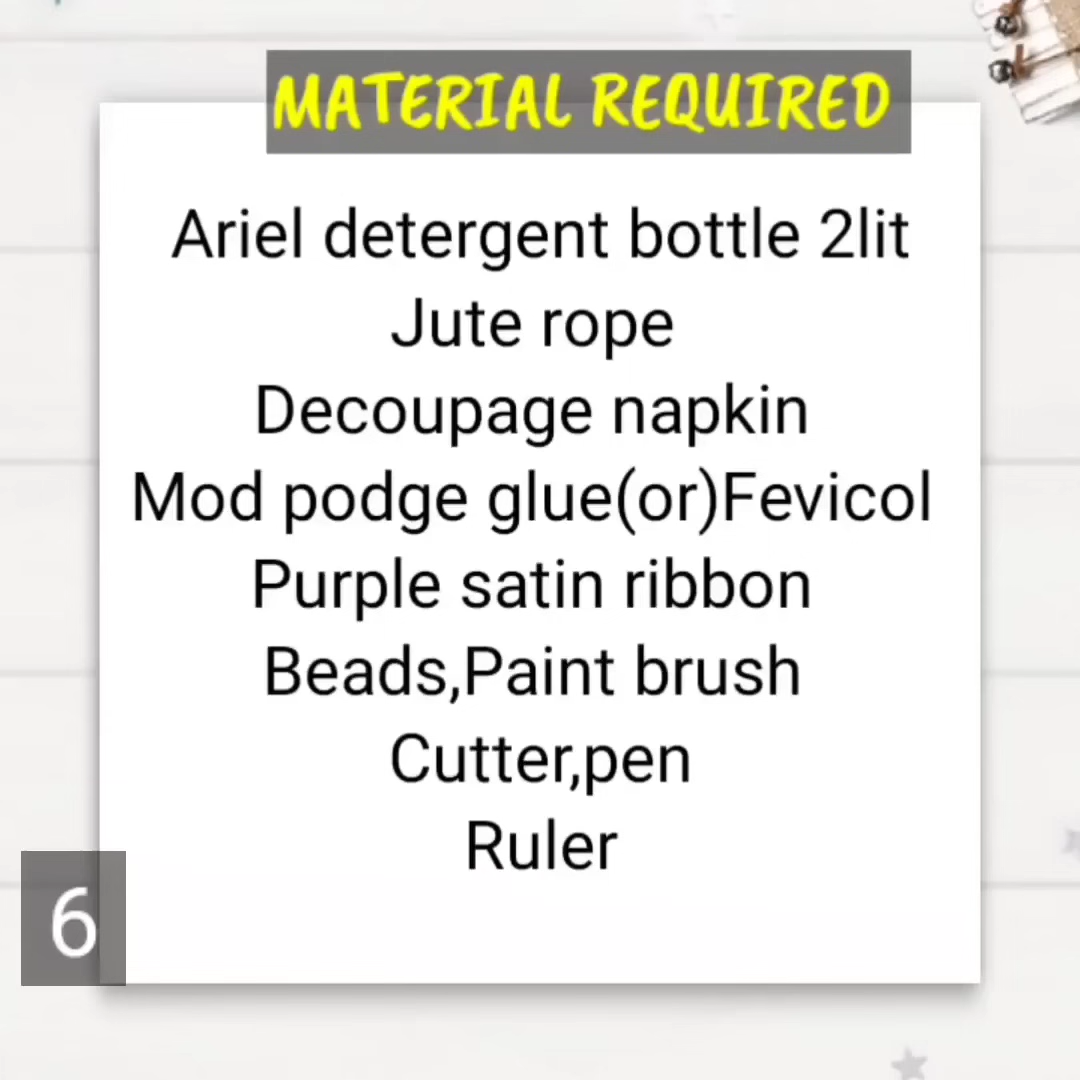 MATERIAL REQUIRED
Ariel detergent bottle 2lit
Jute rope
Decoupage napkin
Mod podge glue(or)Fevicol
Purple satin ribbon
Beads,Paint brush
Cutter,pen
Ruler
6